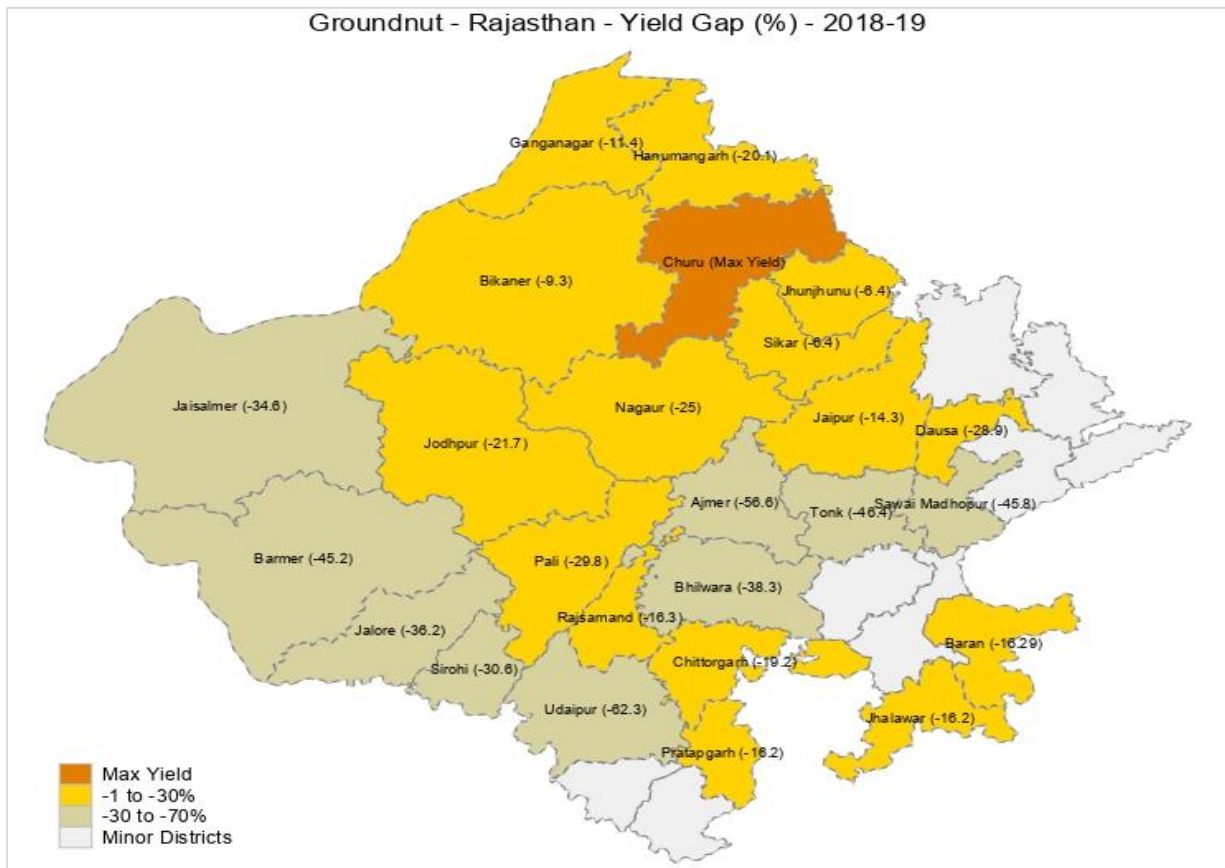 Groundnut - Rajasthan - Yield Gap (%) - 2018-19
Ganganagar (-11.4)
Hanumangarh (-20.1)
Churu (Max Yield)
Bikaner (-9.3)
Jhunjhunu (-6.4)
Sikar (-6.4)
Jaisalmer (-34.6)
Nagaur (-25)
Jaipur (-14.3)
Dausa (-28.9)
Jodhpur (-21.7)
Ajmer (-56.6)
Tonk (-46.4)
Sawai Madhopur (-45.8)
Barmer (-45.2)
Pali (-29.8)
Bhilwara (-38.3)
Rajsamand (-16.3)
Jalore (-36.2)
Sirohi (-30.6)
Chittorgarh (-19.2)
Baran (-16.29)
Udaipur (-62.3)
Jhalawar (-16.2)
Pratapgarh (-16.2)
Max Yield
-1 to -30%
-30 to -70%
Minor Districts